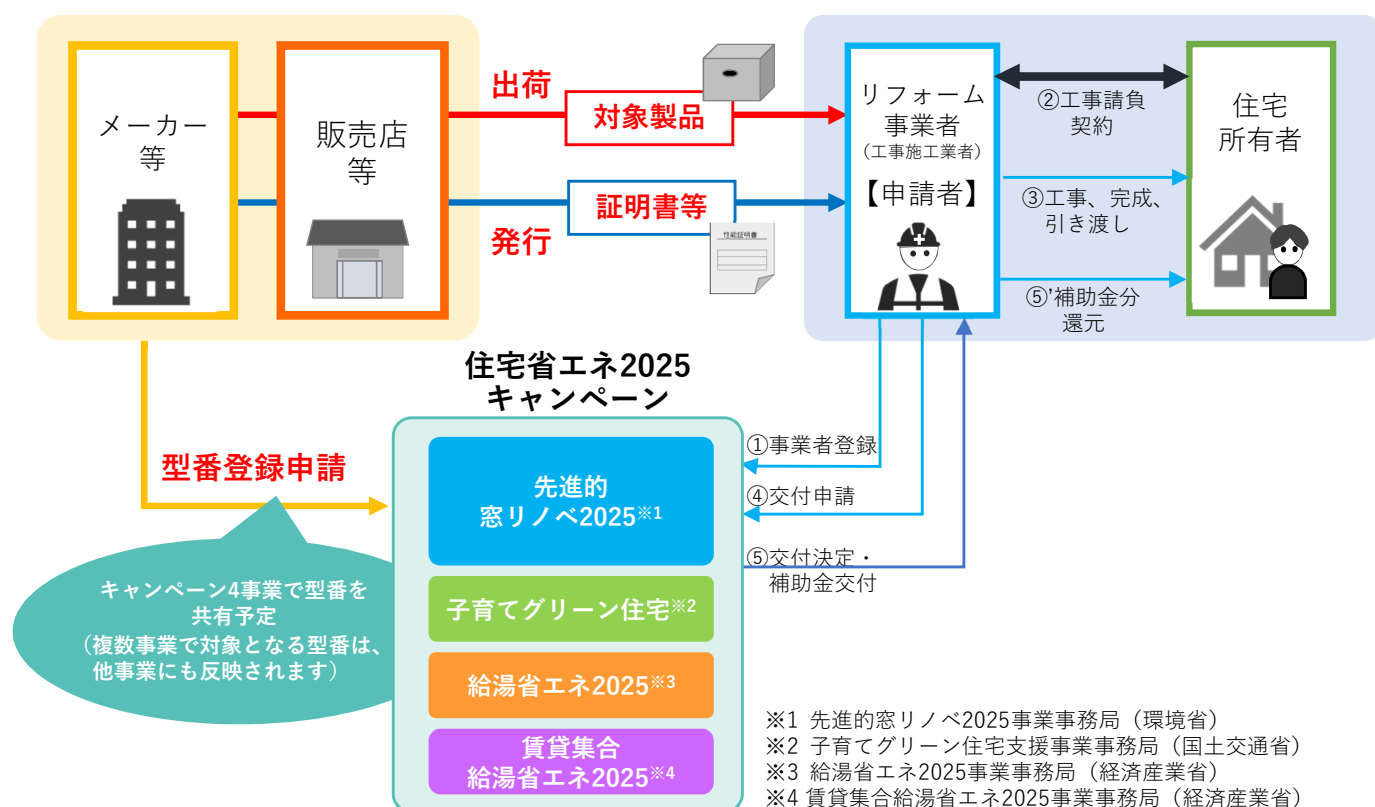 メーカー
等
販売店
等
出荷
対象製品
発行
証明書等
性能証明書
リフォーム
事業者
（工事施工業者）
【申請者】
②工事請負
契約
③工事、完成、
引き渡し
⑤’補助金分
還元
住宅
所有者
住宅省エネ2025
キャンペーン
型番登録申請
キャンペーン4事業で型番を
共有予定
（複数事業で対象となる型番は、
他事業にも反映されます）
先進的
窓リノベ2025※1
子育てグリーン住宅※2
給湯省エネ2025※3
賃貸集合
給湯省エネ2025※4
①事業者登録
④交付申請
⑤交付決定・
補助金交付
※1 先進的窓リノベ2025事業事務局（環境省）
※2 子育てグリーン住宅支援事業事務局（国土交通省）
※3 給湯省エネ2025事業事務局（経済産業省）
※4 賃貸集合給湯省エネ2025事業事務局（経済産業省）